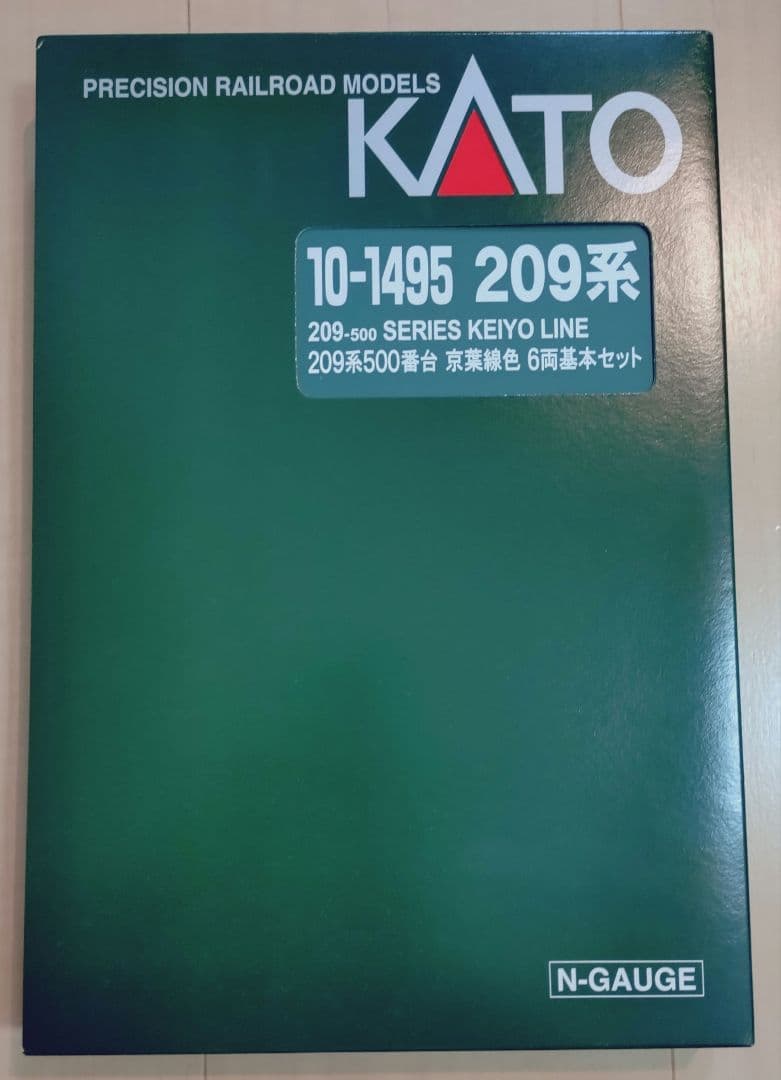 PRECISION RAILROAD MODELS
KATO
10-1495 209系
209-500 SERIES KEIYO LINE
209系500番台 京葉線色 6両基本セット
N-GAUGE